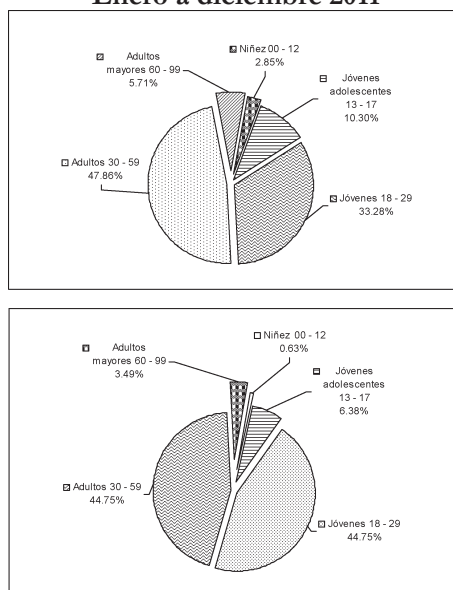 Enero a diciembre 2011
Niñez 00 - 12
2.85%
Adultos
mayores 60 - 99
5.71%
Jóvenes
adolescentes
13 - 17
10.30%
Adultos 30 - 59
47.86%
Jóvenes 18 - 29
33.28%
Niñez 00 - 12
0.63%
Adultos
mayores 60 - 99
3.49%
Jóvenes
adolescentes
13 - 17
6.38%
Adultos 30 - 59
44.75%
Jóvenes 18 - 29
44.75%